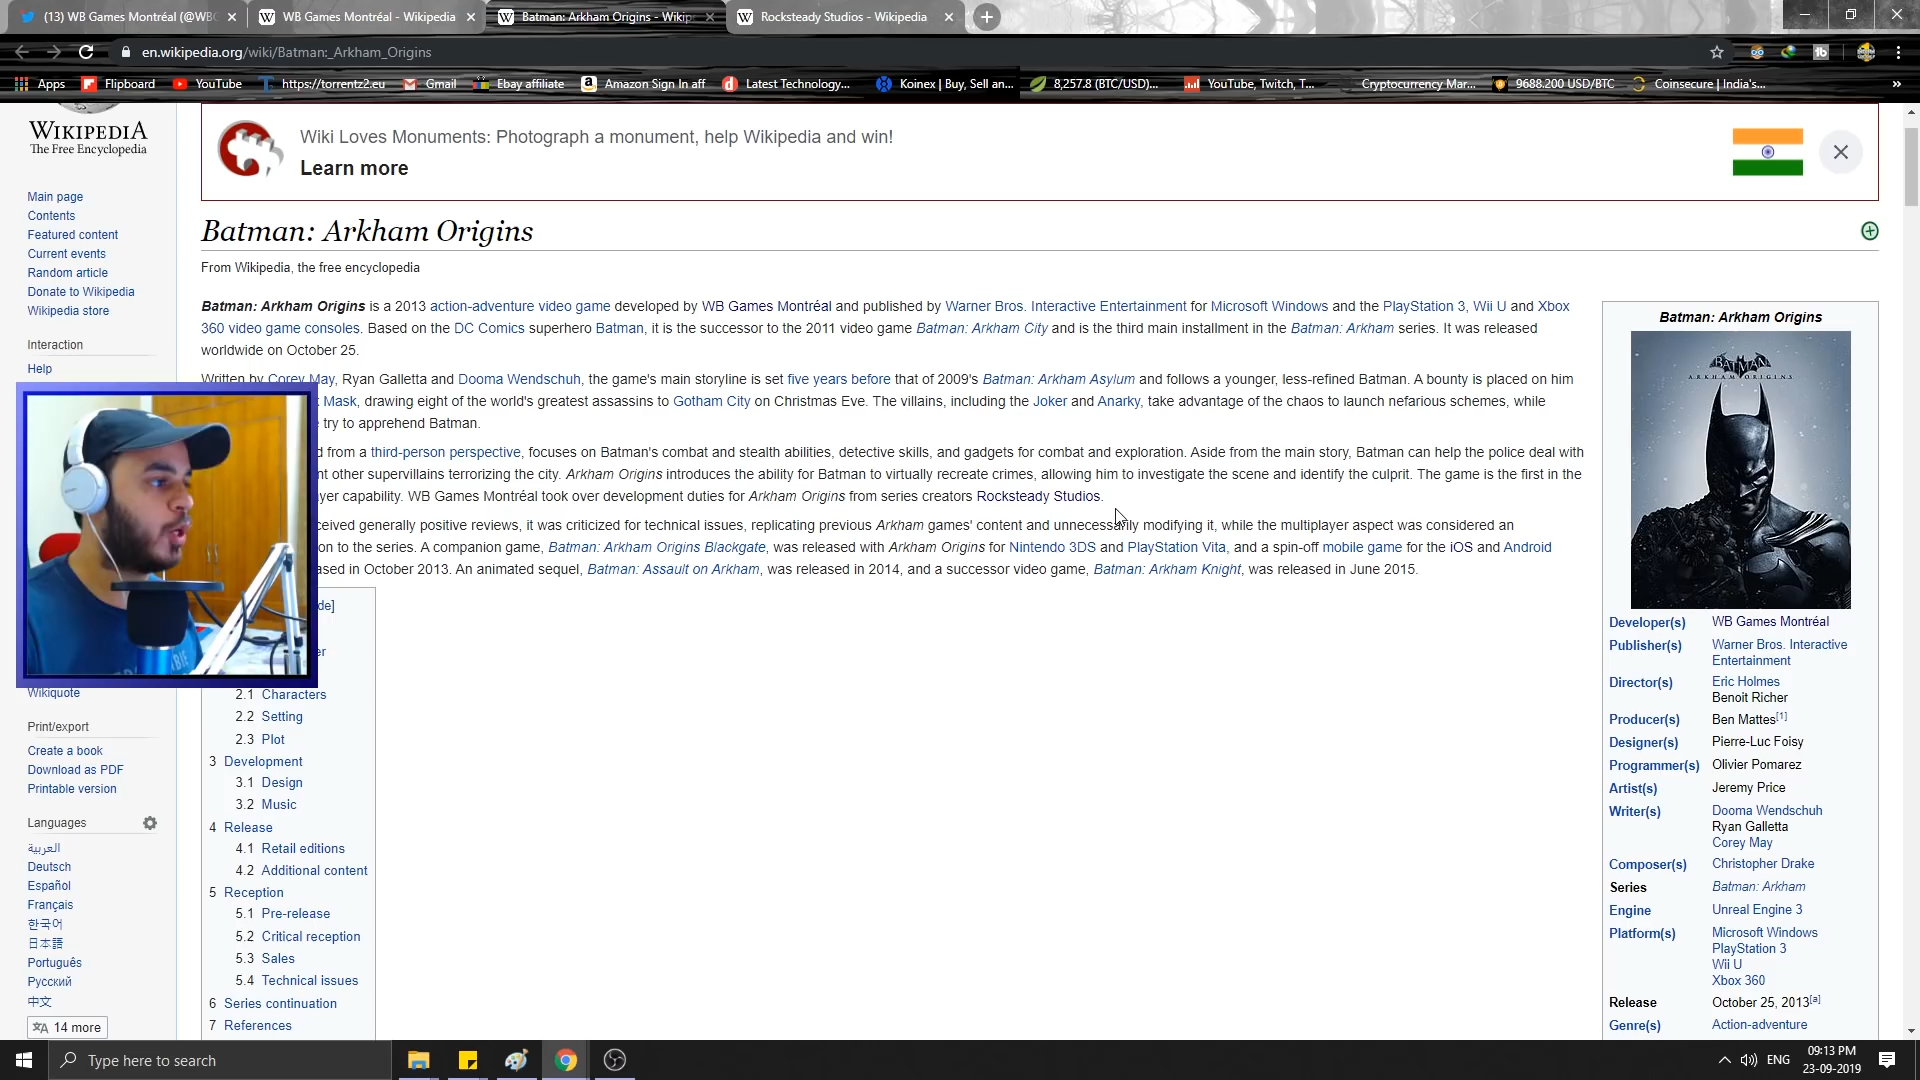 (13) WB Games Montréal (@WBG
WB Games Montréal - Wikipedia
Batman: Arkham Origins - Wikip
Rocksteady Studios - Wikipedia
en.wikipedia.org/wiki/Batman:_Arkham_Origins
Apps Flipboard YouTube https://torrentz2.eu Gmail Ebay affiliate Amazon Sign In aff Latest Technology... Koinex | Buy, Sell an... 8,257.8 (BTC/USD)... YouTube, Twitch, T... Cryptocurrency Mar... 9688.200 USD/BTC Coinsecure | India's... »
WIKIPEDIA
The Free Encyclopedia
Main page
Contents
Featured content
Current events
Random article
Donate to Wikipedia
Wikipedia store
Interaction
Help
Wikiquote
Print/export
Create a book
Download as PDF
Printable version
Languages
العربية
Deutsch
Español
Français
한국어
日本語
Português
Русский
中文
14 more
Wiki Loves Monuments: Photograph a monument, help Wikipedia and win!
Learn more
Batman: Arkham Origins
From Wikipedia, the free encyclopedia
Batman: Arkham Origins is a 2013 action-adventure video game developed by WB Games Montréal and published by Warner Bros. Interactive Entertainment for Microsoft Windows and the PlayStation 3, Wii U and Xbox
360 video game consoles. Based on the DC Comics superhero Batman, it is the successor to the 2011 video game Batman: Arkham City and is the third main installment in the Batman: Arkham series. It was released
worldwide on October 25.
Written by Corey May, Ryan Galletta and Dooma Wendschuh, the game's main storyline is set five years before that of 2009's Batman: Arkham Asylum and follows a younger, less-refined Batman. A bounty is placed on him
Mask, drawing eight of the world's greatest assassins to Gotham City on Christmas Eve. The villains, including the Joker and Anarky, take advantage of the chaos to launch nefarious schemes, while
try to apprehend Batman.
d from a third-person perspective, focuses on Batman's combat and stealth abilities, detective skills, and gadgets for combat and exploration. Aside from the main story, Batman can help the police deal with
nt other supervillains terrorizing the city. Arkham Origins introduces the ability for Batman to virtually recreate crimes, allowing him to investigate the scene and identify the culprit. The game is the first in the
yer capability. WB Games Montréal took over development duties for Arkham Origins from series creators Rocksteady Studios.
ceived generally positive reviews, it was criticized for technical issues, replicating previous Arkham games' content and unnecessarily modifying it, while the multiplayer aspect was considered an
on to the series. A companion game, Batman: Arkham Origins Blackgate, was released with Arkham Origins for Nintendo 3DS and PlayStation Vita, and a spin-off mobile game for the iOS and Android
ased in October 2013. An animated sequel, Batman: Assault on Arkham, was released in 2014, and a successor video game, Batman: Arkham Knight, was released in June 2015.
de]
er
2.1 Characters
2.2 Setting
2.3 Plot
3 Development
3.1 Design
3.2 Music
4 Release
4.1 Retail editions
4.2 Additional content
5 Reception
5.1 Pre-release
5.2 Critical reception
5.3 Sales
5.4 Technical issues
6 Series continuation
7 References
Batman: Arkham Origins
BATMAN
ARKHAM ORIGINS
Developer(s) WB Games Montréal
Publisher(s) Warner Bros. Interactive
Entertainment
Director(s) Eric Holmes
Benoit Richer
Producer(s) Ben Mattes[1]
Designer(s) Pierre-Luc Foisy
Programmer(s) Olivier Pomarez
Artist(s) Jeremy Price
Writer(s) Dooma Wendschuh
Ryan Galletta
Corey May
Composer(s) Christopher Drake
Series Batman: Arkham
Engine Unreal Engine 3
Platform(s) Microsoft Windows
PlayStation 3
Wii U
Xbox 360
Release October 25, 2013[a]
Genre(s) Action-adventure
Type here to search
ENG
09:13 PM
23-09-2019